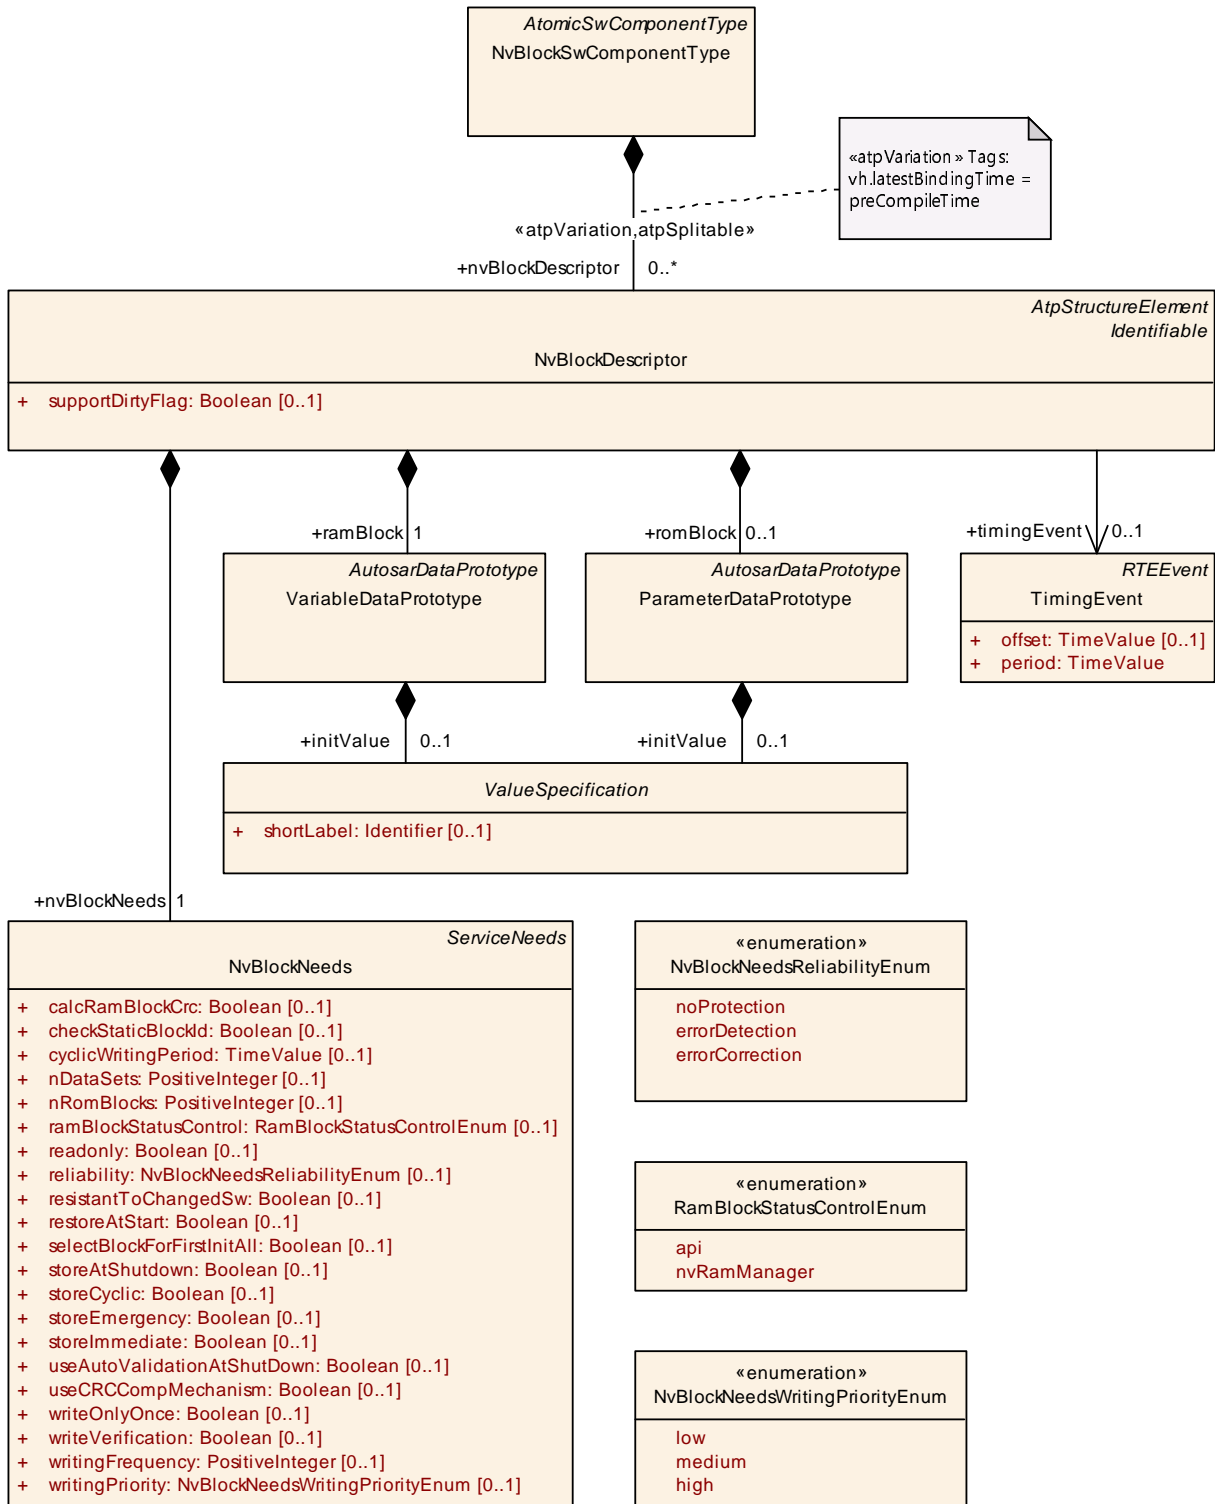 AtomicSwComponentType
NvBlockSwComponentType
«atpVariation» Tags:
vh.latestBindingTime =
preCompileTime
«atpVariation,atpSplitable»
+nvBlockDescriptor 0..*
AtpStructureElement
Identifiable
NvBlockDescriptor
+ supportDirtyFlag: Boolean [0..1]
+ramBlock 1
+romBlock 0..1
+timingEvent 0..1
AutosarDataPrototype
VariableDataPrototype
AutosarDataPrototype
ParameterDataPrototype
RTEEvent
TimingEvent
+ offset: TimeValue [0..1]
+ period: TimeValue
+initValue 0..1
+initValue 0..1
ValueSpecification
+ shortLabel: Identifier [0..1]
+nvBlockNeeds 1
ServiceNeeds
NvBlockNeeds
+ calcRamBlockCrc: Boolean [0..1]
+ checkStaticBlockId: Boolean [0..1]
+ cyclicWritingPeriod: TimeValue [0..1]
+ nDataSets: PositiveInteger [0..1]
+ nRomBlocks: PositiveInteger [0..1]
+ ramBlockStatusControl: RamBlockStatusControlEnum [0..1]
+ readonly: Boolean [0..1]
+ reliability: NvBlockNeedsReliabilityEnum [0..1]
+ resistantToChangedSw: Boolean [0..1]
+ restoreAtStart: Boolean [0..1]
+ selectBlockForFirstInitAll: Boolean [0..1]
+ storeAtShutdown: Boolean [0..1]
+ storeCyclic: Boolean [0..1]
+ storeEmergency: Boolean [0..1]
+ storeImmediate: Boolean [0..1]
+ useAutoValidationAtShutDown: Boolean [0..1]
+ useCRCCompMechanism: Boolean [0..1]
+ writeOnlyOnce: Boolean [0..1]
+ writeVerification: Boolean [0..1]
+ writingFrequency: PositiveInteger [0..1]
+ writingPriority: NvBlockNeedsWritingPriorityEnum [0..1]
«enumeration»
NvBlockNeedsReliabilityEnum
noProtection
errorDetection
errorCorrection
«enumeration»
RamBlockStatusControlEnum
api
nvRamManager
«enumeration»
NvBlockNeedsWritingPriorityEnum
low
medium
high